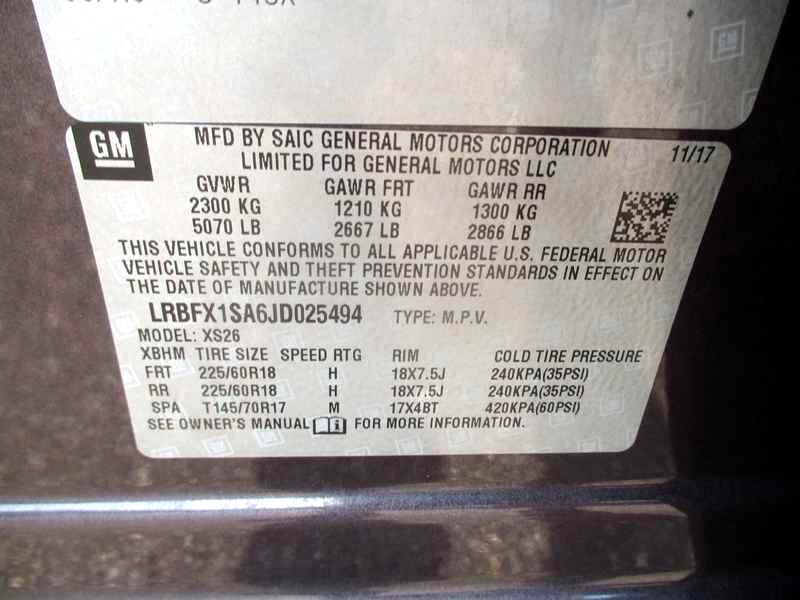 GM
MFD BY SAIC GENERAL MOTORS CORPORATION
LIMITED FOR GENERAL MOTORS LLC
11/17
GVWR GAWR FRT GAWR RR
2300 KG 1210 KG 1300 KG
5070 LB 2667 LB 2866 LB
THIS VEHICLE CONFORMS TO ALL APPLICABLE U.S. FEDERAL MOTOR
VEHICLE SAFETY AND THEFT PREVENTION STANDARDS IN EFFECT ON
THE DATE OF MANUFACTURE SHOWN ABOVE.
LRBFX1SA6JD025494 TYPE: M.P.V.
MODEL: XS26
XBHM TIRE SIZE SPEED RTG RIM COLD TIRE PRESSURE
FRT 225/60R18 H 18X7.5J 240KPA(35PSI)
RR 225/60R18 H 18X7.5J 240KPA(35PSI)
SPA T145/70R17 M 17X4BT 420KPA(60PSI)
SEE OWNER'S MANUAL i FOR MORE INFORMATION.